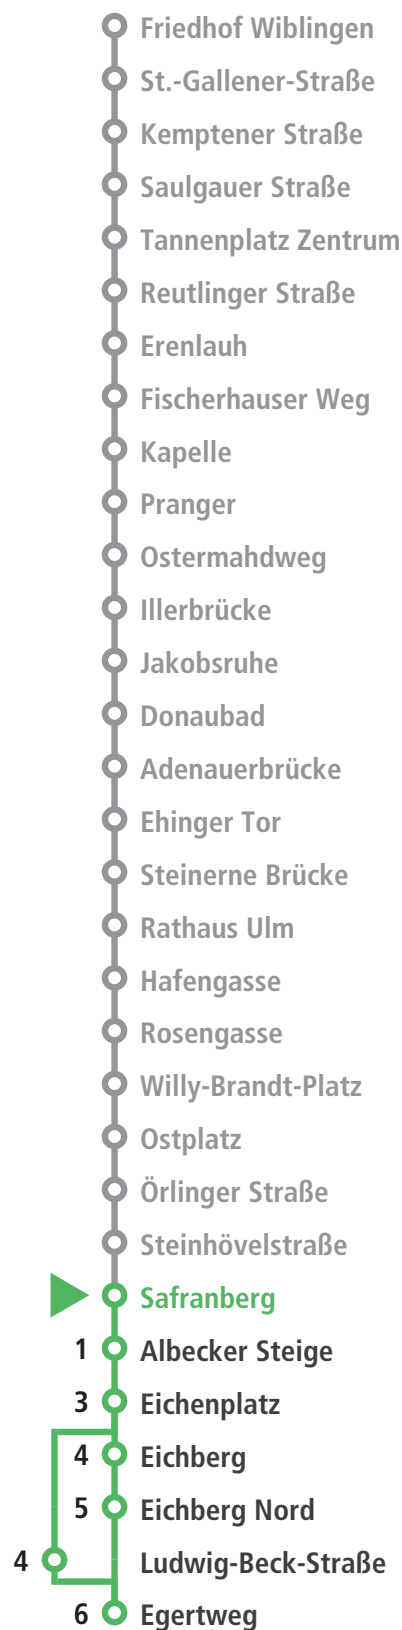 Friedhof Wiblingen
St.-Gallener-Straße
Kemptener Straße
Saulgauer Straße
Tannenplatz Zentrum
Reutlinger Straße
Erenlauh
Fischerhauser Weg
Kapelle
Pranger
Ostermahdweg
Illerbrücke
Jakobsruhe
Donaubad
Adenauerbrücke
Ehinger Tor
Steinerne Brücke
Rathaus Ulm
Hafengasse
Rosengasse
Willy-Brandt-Platz
Ostplatz
Örlinger Straße
Steinhövelstraße
Safranberg
1 Albecker Steige
3 Eichenplatz
4 Eichberg
5 Eichberg Nord
4 Ludwig-Beck-Straße
6 Egertweg